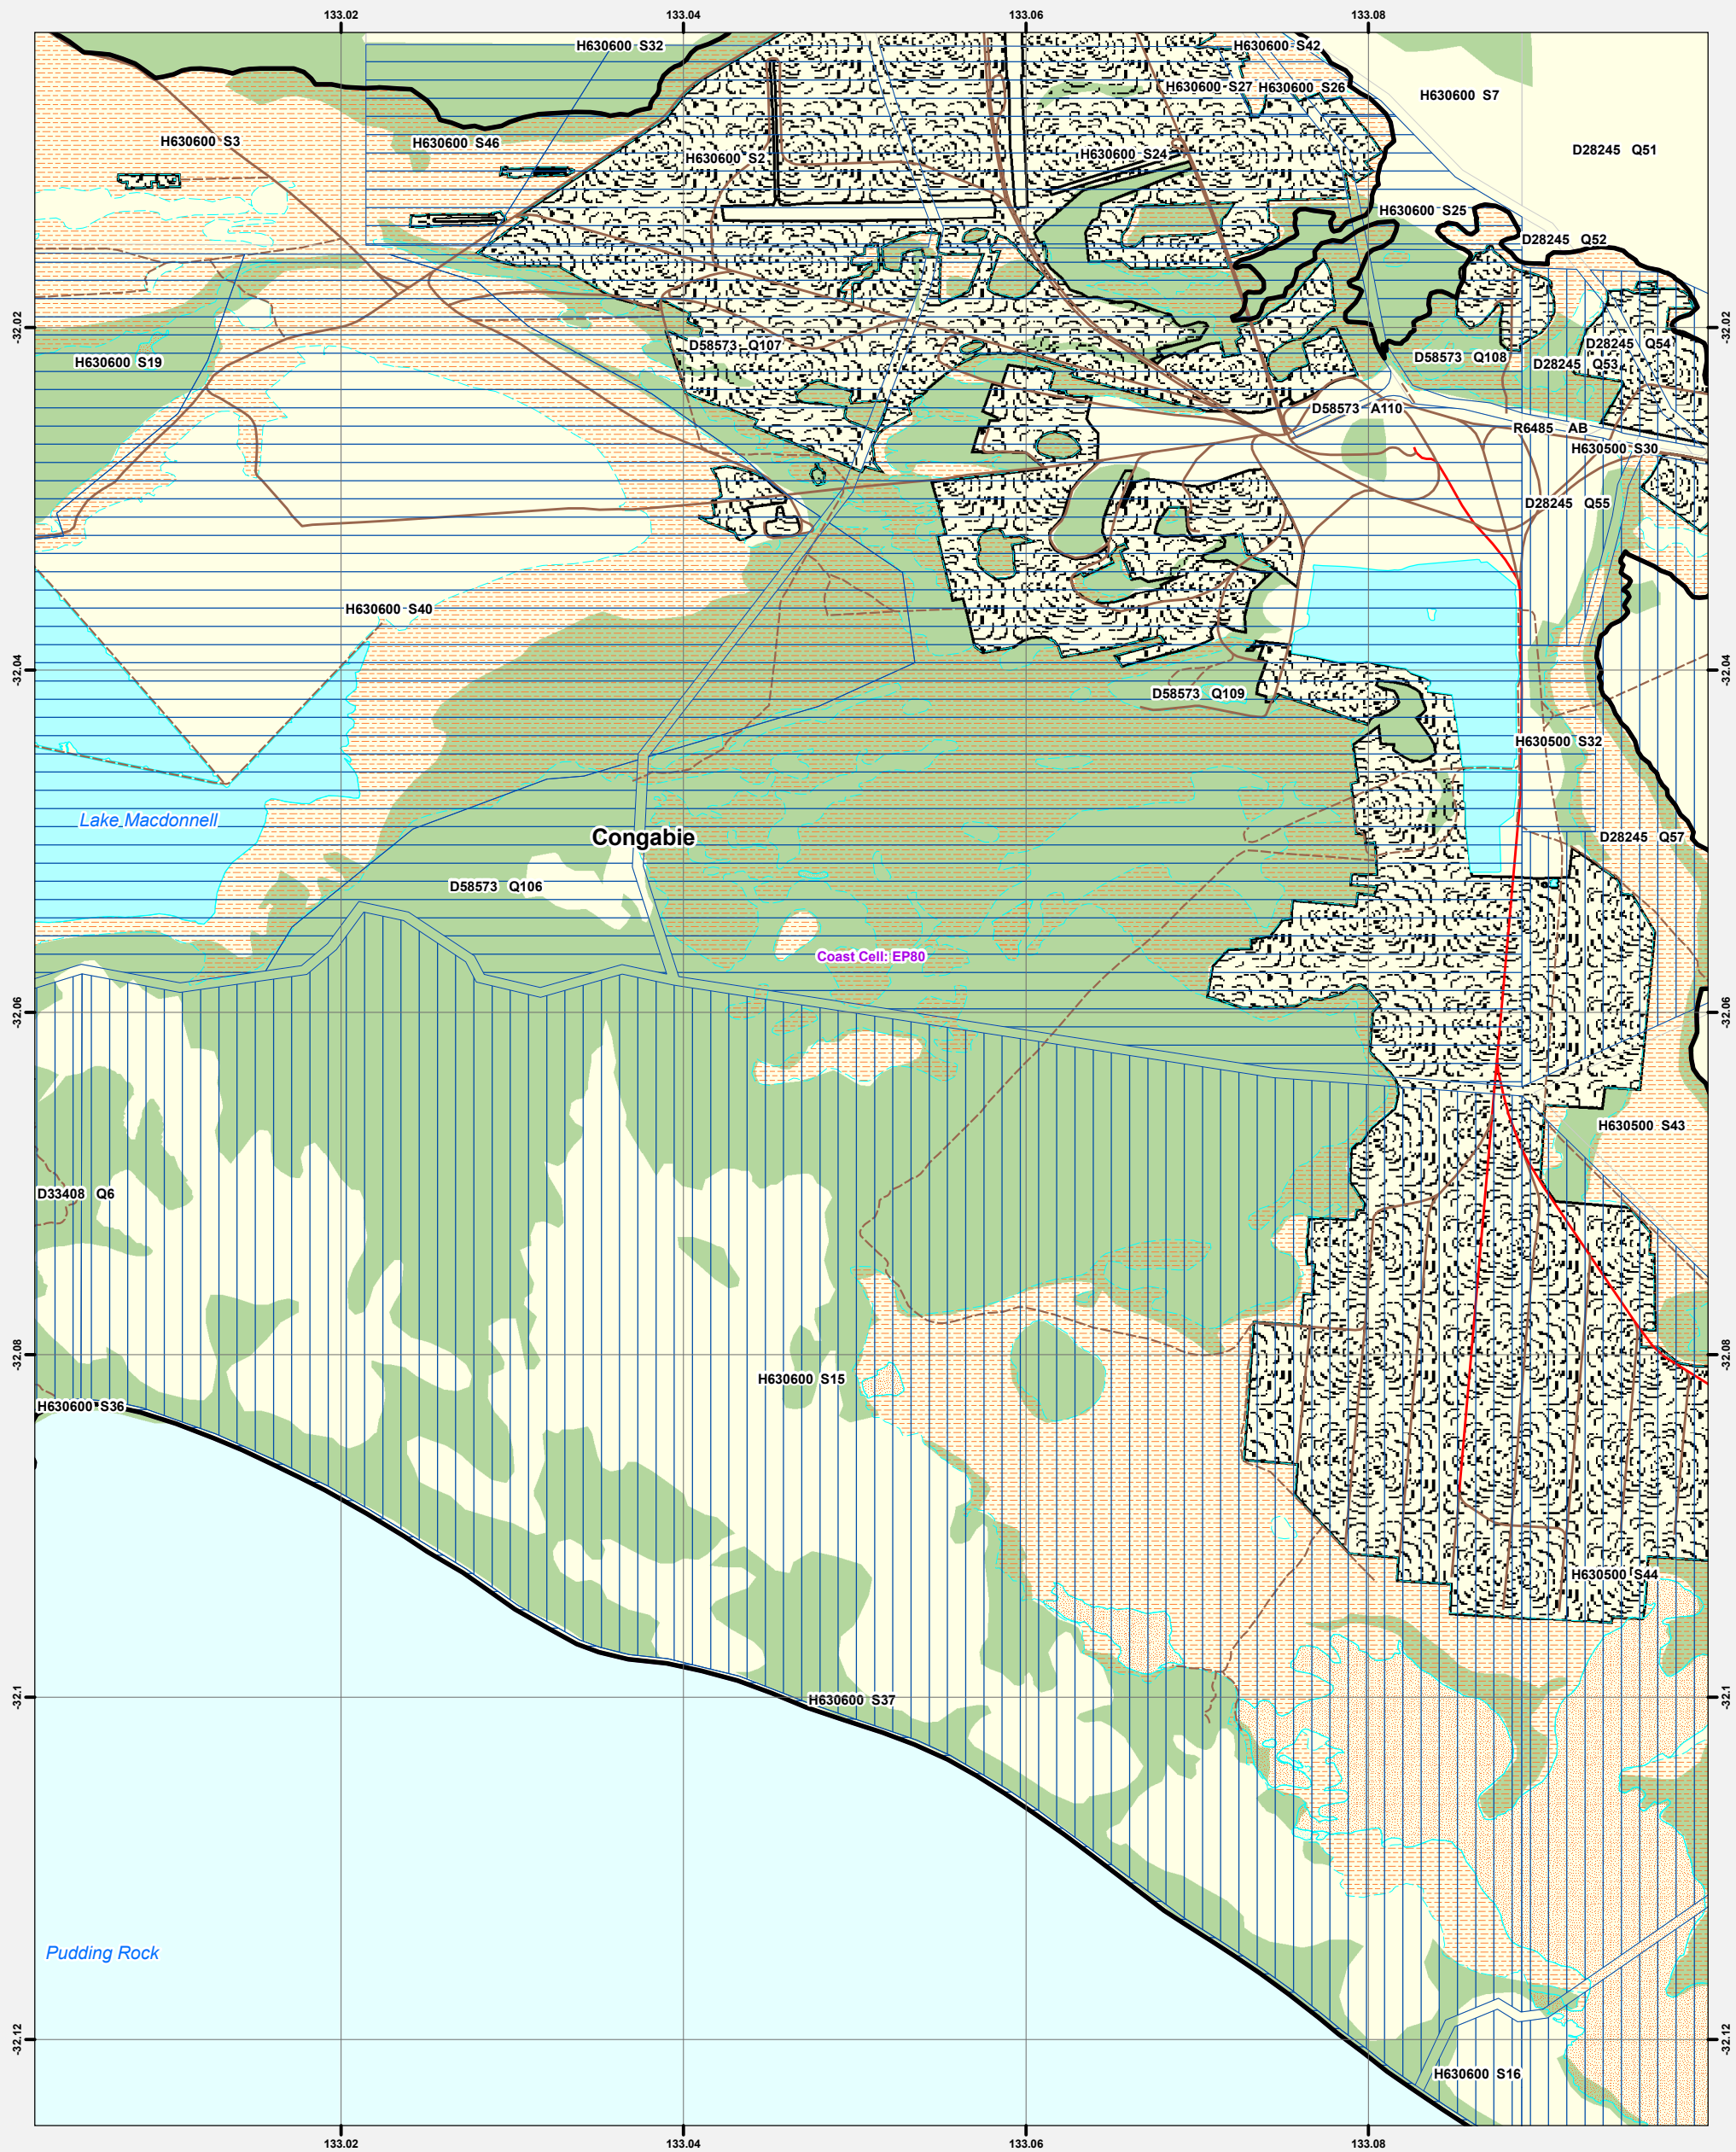 133.02 133.04 133.06 133.08
H630600 S32
H630600 S42
H630600 S27
H630600 S26
H630600 S7
H630600 S3
H630600 S46
H630600 S2
H630600 S24
D28245 Q51
H630600 S25
D28245 Q52
-32.02
-32.02
H630600 S19
D58573 Q107
D58573 Q108
D28245 Q54
D28245 Q53
D58573 A110
R6485 AB
H630500 S30
D28245 Q55
H630600 S40
-32.04
-32.04
D58573 Q109
H630500 S32
Lake Macdonnell
Congabie
D28245 Q57
D58573 Q106
Coast Cell: EP80
-32.06
-32.06
H630500 S43
D33408 Q6
-32.08
-32.08
H630600 S15
H630600 S36
H630500 S44
-32.1
-32.1
H630600 S37
Pudding Rock
-32.12
-32.12
H630600 S16
133.02 133.04 133.06 133.08